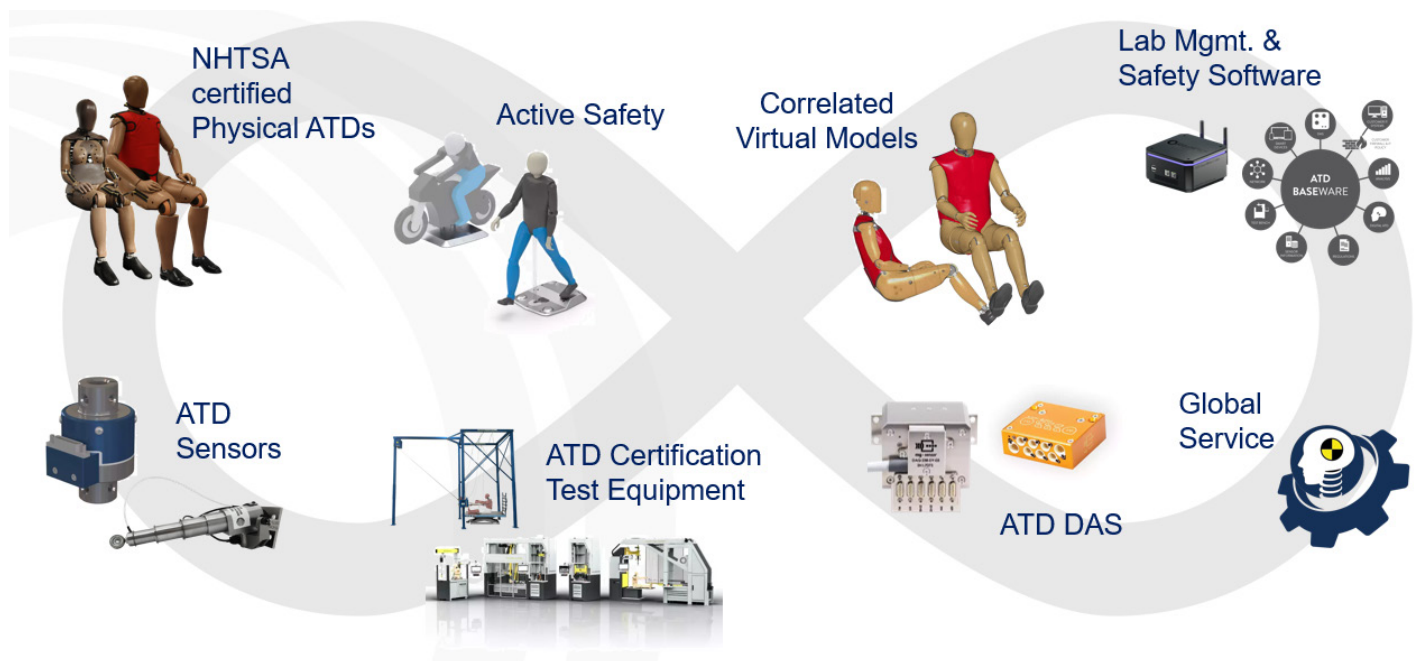 NHTSA
certified
Physical ATDs
Active Safety
Correlated
Virtual Models
Lab Mgmt. &
Safety Software
ATD
BASEWARE
ATD
Sensors
ATD Certification
Test Equipment
ATD DAS
Global
Service